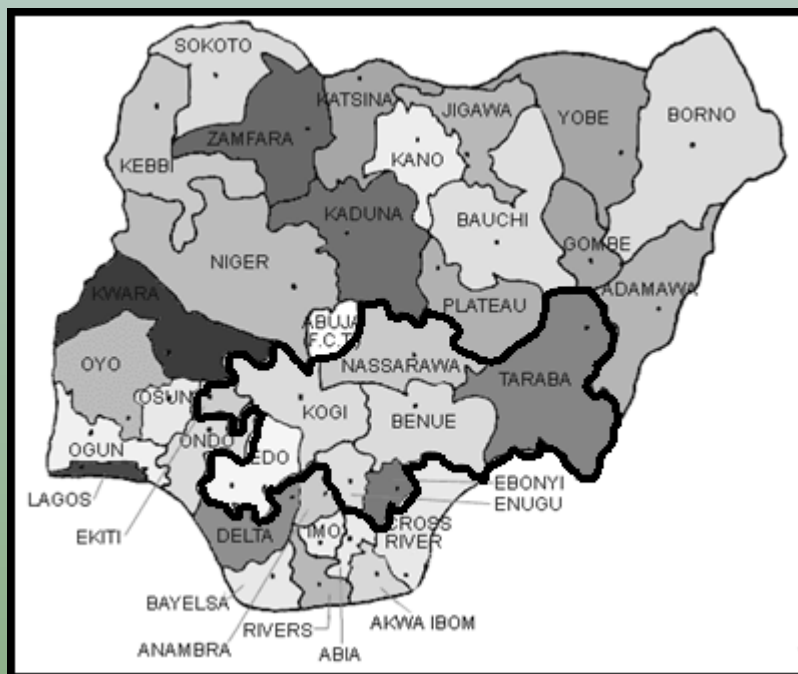 SOKOTO
KATSINA
JIGAWA
YOBE
BORNO
ZAMFARA
KANO
KEBBI
KADUNA
BAUCHI
GOMBE
NIGER
ADAMAWA
KWARA
PLATEAU
ABUJA
(F.C.T)
NASSARAWA
TARABA
OYO
OSUN
KOGI
BENUE
OGUN
ONDO
EDO
EBONYI
LAGOS
ENUGU
EKITI
DELTA
IMO
CROSS
RIVER
BAYELSA
RIVERS
AKWA IBOM
ANAMBRA
ABIA